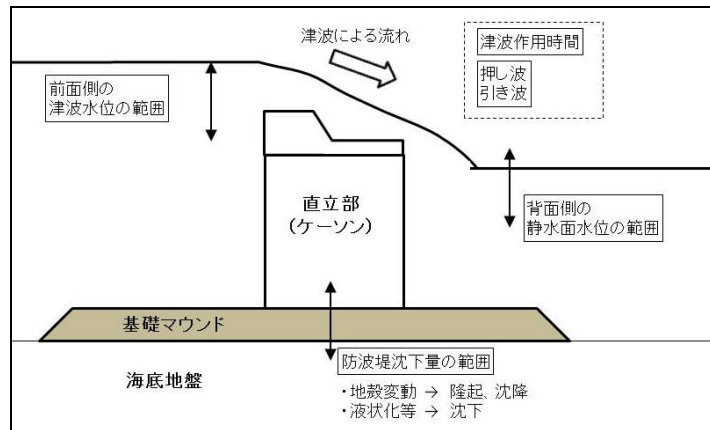 津波による流れ
津波作用時間
押し波
引き波
前面側の
津波水位の範囲
直立部
(ケーソン)
背面側の
静水面水位の範囲
基礎マウンド
海底地盤
防波堤沈下量の範囲
・地殻変動 → 隆起、沈降
・液状化等 → 沈下